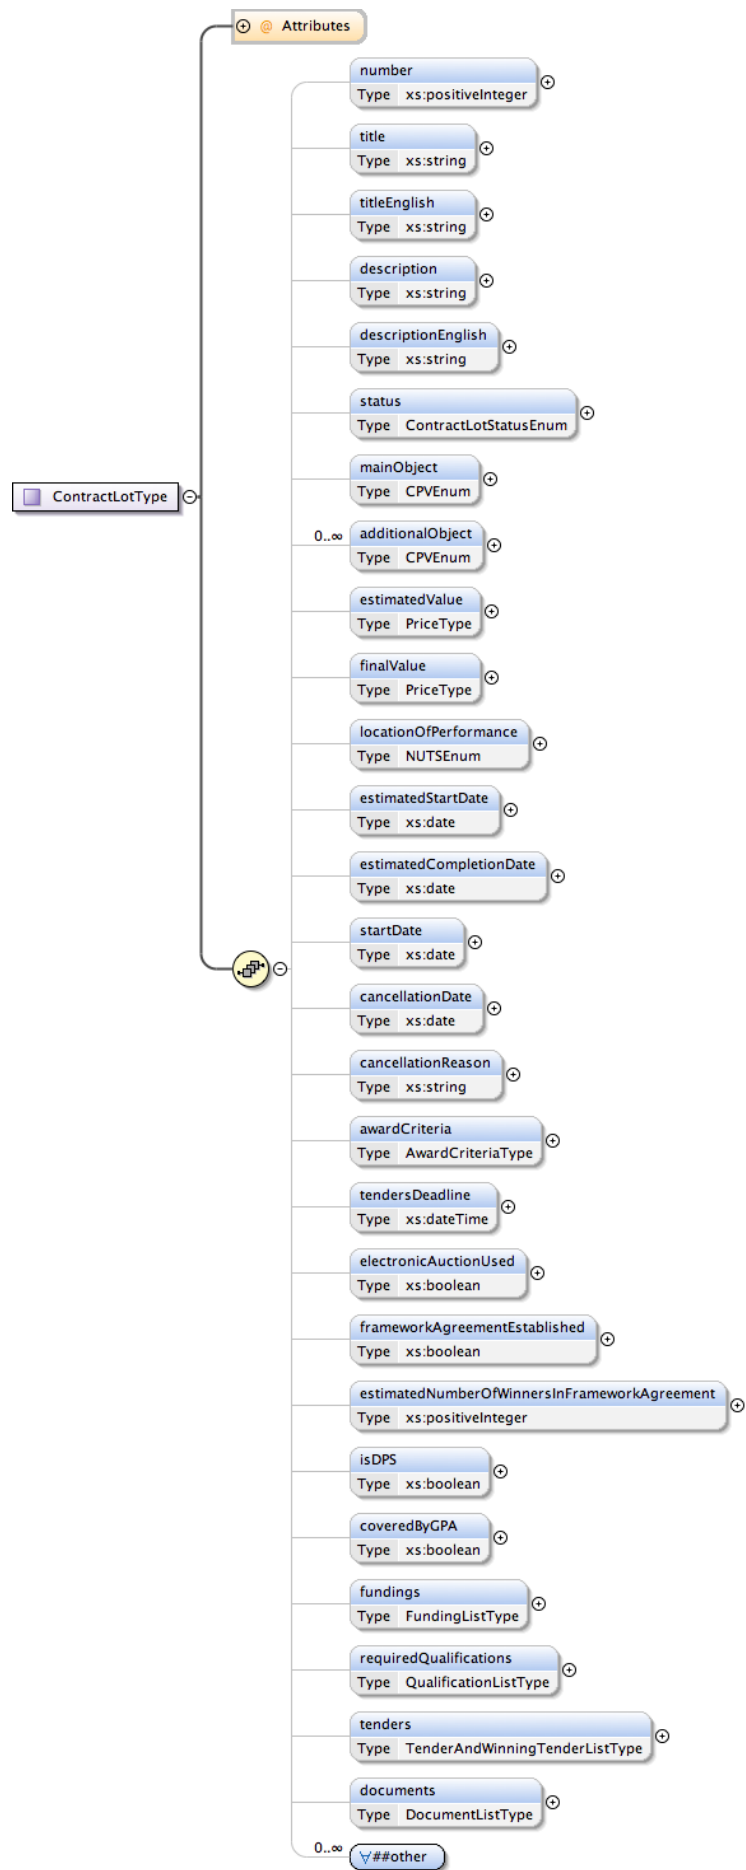 @ Attributes
number
Type xs:positiveInteger
title
Type xs:string
titleEnglish
Type xs:string
description
Type xs:string
descriptionEnglish
Type xs:string
status
Type ContractLotStatusEnum
mainObject
Type CPVEnum
ContractLotType
0..∞
additionalObject
Type CPVEnum
estimatedValue
Type PriceType
finalValue
Type PriceType
locationOfPerformance
Type NUTSEnum
estimatedStartDate
Type xs:date
estimatedCompletionDate
Type xs:date
startDate
Type xs:date
cancellationDate
Type xs:date
cancellationReason
Type xs:string
awardCriteria
Type AwardCriteriaType
tendersDeadline
Type xs:dateTime
electronicAuctionUsed
Type xs:boolean
frameworkAgreementEstablished
Type xs:boolean
estimatedNumberOfWinnersInFrameworkAgreement
Type xs:positiveInteger
isDPS
Type xs:boolean
coveredByGPA
Type xs:boolean
fundings
Type FundingListType
requiredQualifications
Type QualificationListType
tenders
Type TenderAndWinningTenderListType
documents
Type DocumentListType
0..∞
∀##other